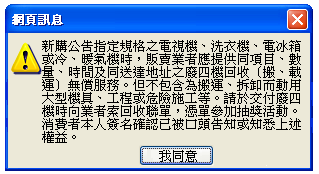 網頁訊息
新購公告指定規格之電視機、洗衣機、電冰箱
或冷、暖氣機時，販賣業者應提供同項目、數
量、時間及同送達地址之廢四機回收（搬、載
運）無償服務。但不包含為搬運、拆卸而動用
大型機具、工程或危險施工等。請於交付廢四
機時向業者索回收聯單，憑單參加抽獎活動。
消費者本人簽名確認已被口頭告知或知悉上述
權益。
我同意